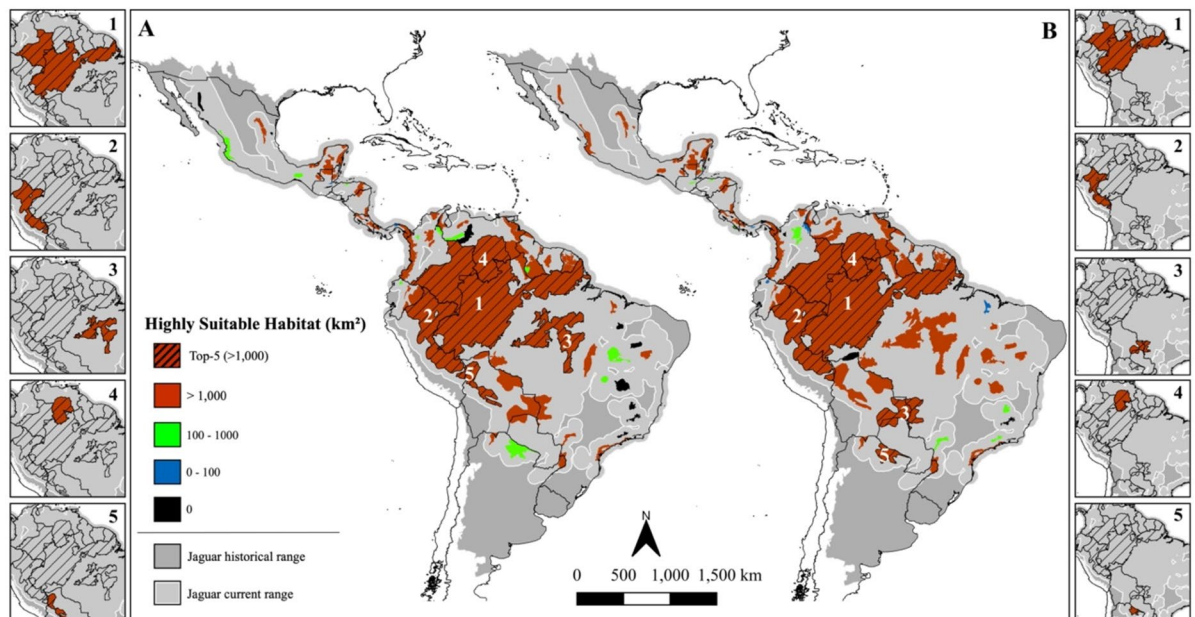 1
2
3
4
5
A
B
4
1
2
3
5
4
1
2
3
5
Highly Suitable Habitat (km²)
Top-5 (>1,000)
> 1,000
100 - 1000
0 - 100
0
Jaguar historical range
Jaguar current range
N
0 500 1,000 1,500 km
1
2
3
4
5